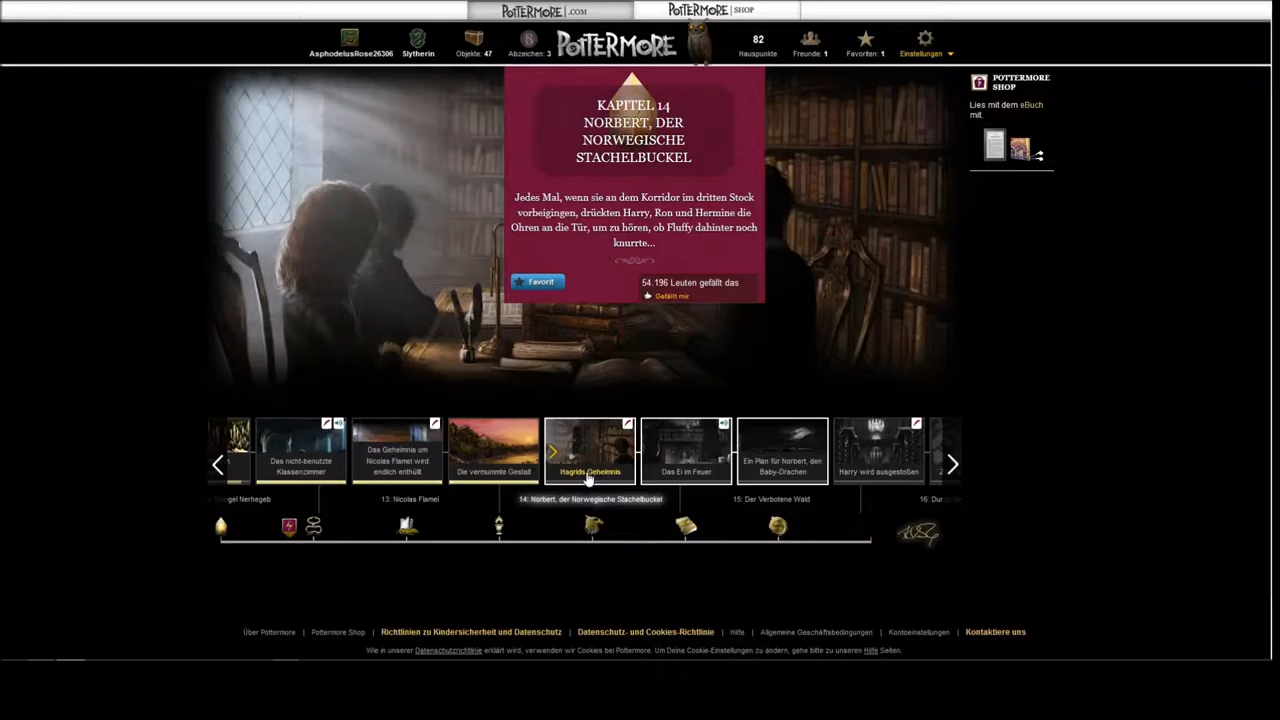 POTTERMORE .COM
POTTERMORE SHOP
AsphodelusRose26306
Slytherin
Objekte: 47
Abzeichen: 3
POTTERMORE
82
Hauspunkte
Freunde: 1
Favoriten: 1
Einstellungen
POTTERMORE
SHOP
Lies mit dem eBuch
mit.
KAPITEL 14
NORBERT, DER
NORWEGISCHE
STACHELBUCKEL
Jedes Mal, wenn sie an dem Korridor im dritten Stock
vorbeigingen, drückten Harry, Ron und Hermine die
Ohren an die Tür, um zu hören, ob Fluffy dahinter noch
knurrte...
Favorit
54.196 Leuten gefällt das
Gefällt mir
Das nicht-benutzte
Klassenzimmer
Das Geheimnis um
Nicolas Flamel wird
endlich enthüllt
Die vermummte Gestalt
Hagrids Geheimnis
Das Ei im Feuer
Ein Plan für Norbert, den
Baby-Drachen
Harry wird ausgestoßen
Nerhegeb
13: Nicolas Flamel
14: Norbert, der Norwegische Stachelbuckel
15: Der Verbotene Wald
16:
Über Pottermore | Pottermore Shop | Richtlinien zu Kindersicherheit und Datenschutz | Datenschutz- und Cookies-Richtlinie | Hilfe | Allgemeine Geschäftsbedingungen | Kontoeinstellungen | Kontaktiere uns
Wie in unserer Datenschutzrichtlinie erklärt wird, verwenden wir Cookies bei Pottermore. Um Deine Cookie-Einstellungen zu ändern, gehe bitte zu unseren Hilfe Seiten.